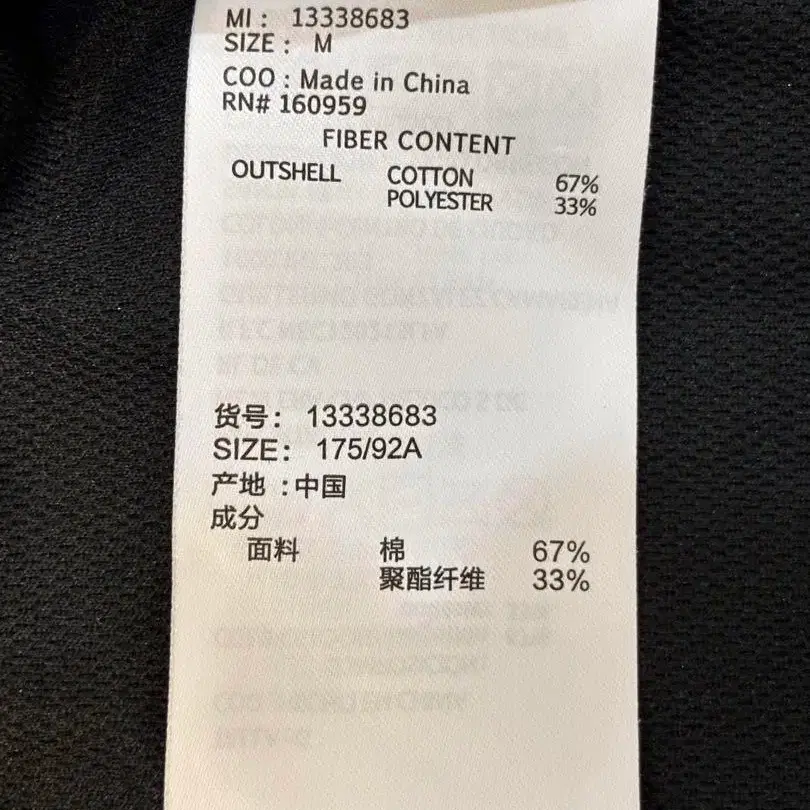 MI : 13338683
SIZE : M
COO : Made in China
RN# 160959
FIBER CONTENT
OUTSHELL COTTON 67%
POLYESTER 33%
货号: 13338683
SIZE: 175/92A
产地 :中国
成分
面料 棉 67%
聚酯纤维 33%